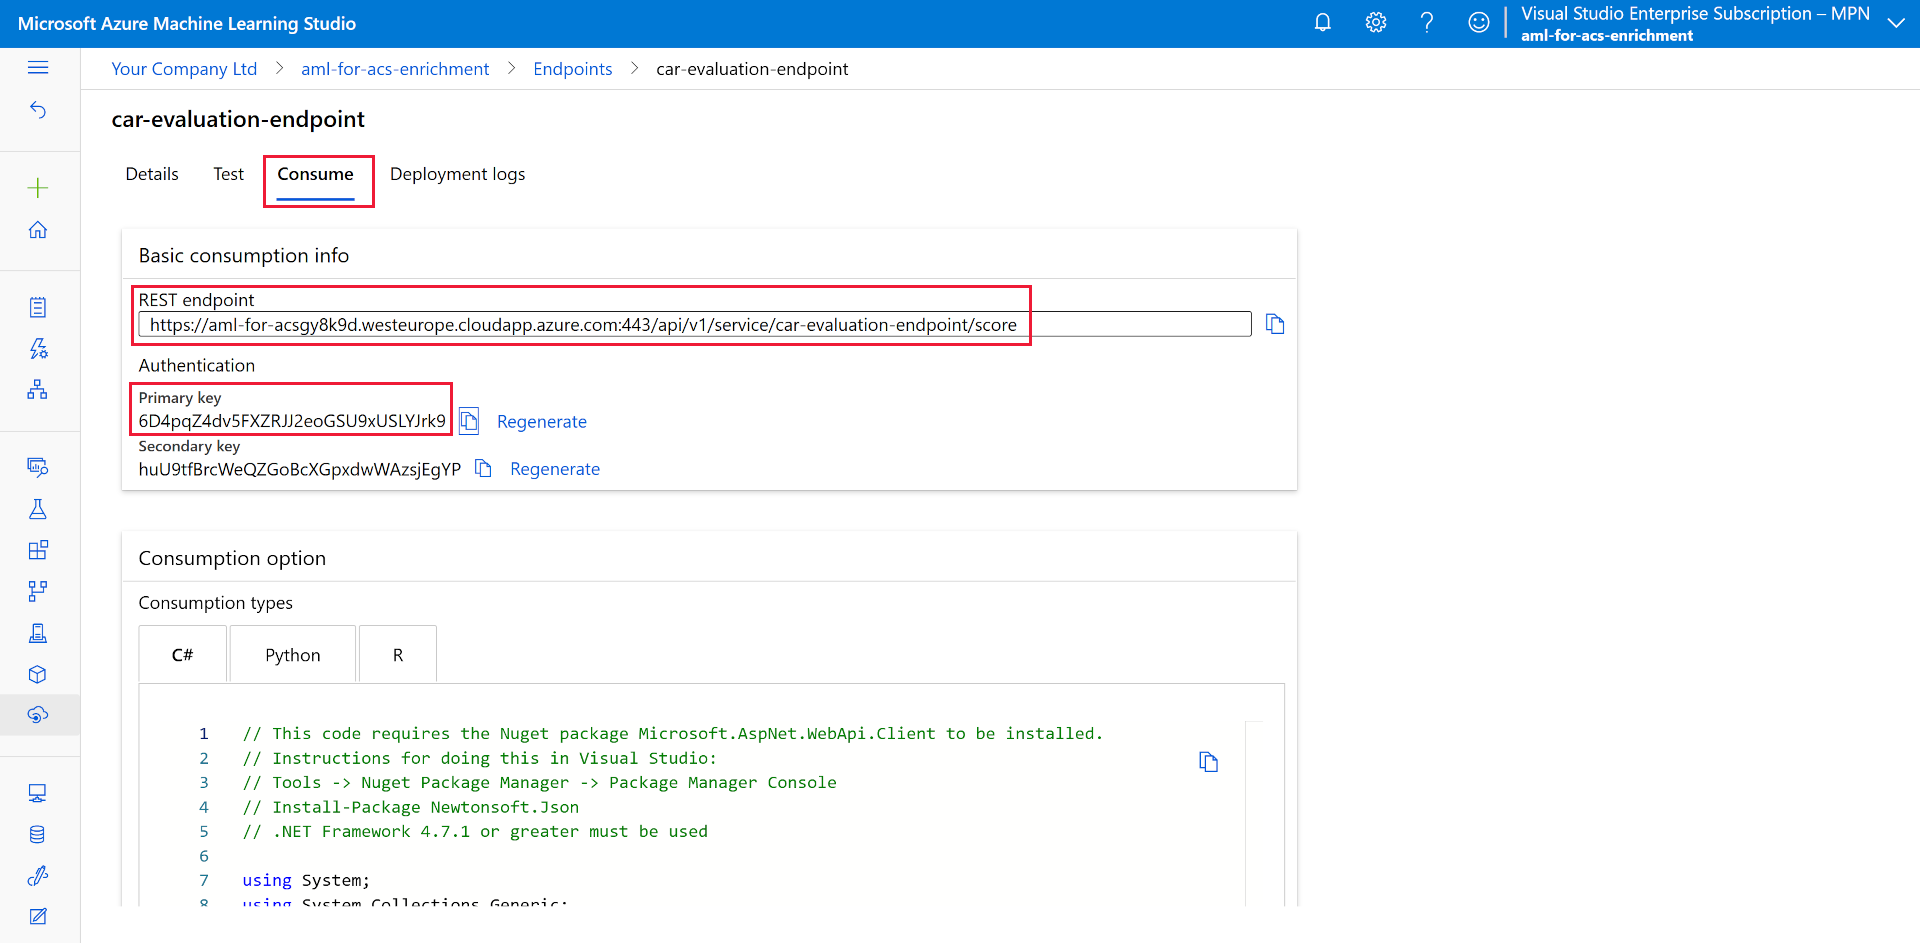 Microsoft Azure Machine Learning Studio
Visual Studio Enterprise Subscription – MPN
aml-for-acs-enrichment
Your Company Ltd > aml-for-acs-enrichment > Endpoints > car-evaluation-endpoint
car-evaluation-endpoint
Details Test Consume Deployment logs
Basic consumption info
REST endpoint
https://aml-for-acsgy8k9d.westeurope.cloudapp.azure.com:443/api/v1/service/car-evaluation-endpoint/score
Authentication
Primary key
6D4pqZ4dv5FXZRJJ2eoGSU9xUSLYJrk9 Regenerate
Secondary key
huU9tfBrcWeQZGoBcXGpxdwWAzsjEgYP Regenerate
Consumption option
Consumption types
C# Python R
1 // This code requires the Nuget package Microsoft.AspNet.WebApi.Client to be installed.
2 // Instructions for doing this in Visual Studio:
3 // Tools -> Nuget Package Manager -> Package Manager Console
4 // Install-Package Newtonsoft.Json
5 // .NET Framework 4.7.1 or greater must be used
6
7 using System;
8 using System.Collections.Generic;